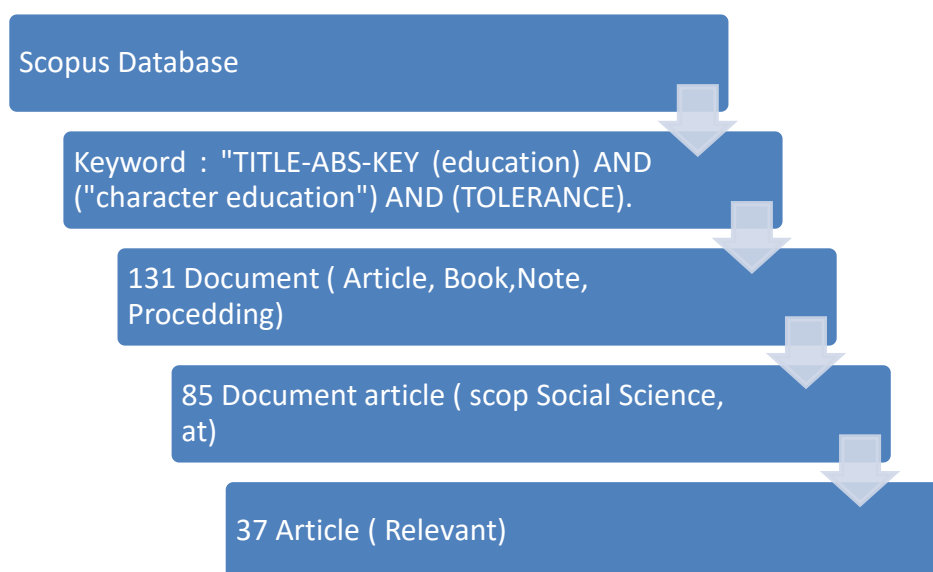 Scopus Database
Keyword : "TITLE-ABS-KEY (education) AND
("character education") AND (TOLERANCE).
131 Document ( Article, Book,Note,
Procedding)
85 Document article ( scop Social Science,
at)
37 Article ( Relevant)